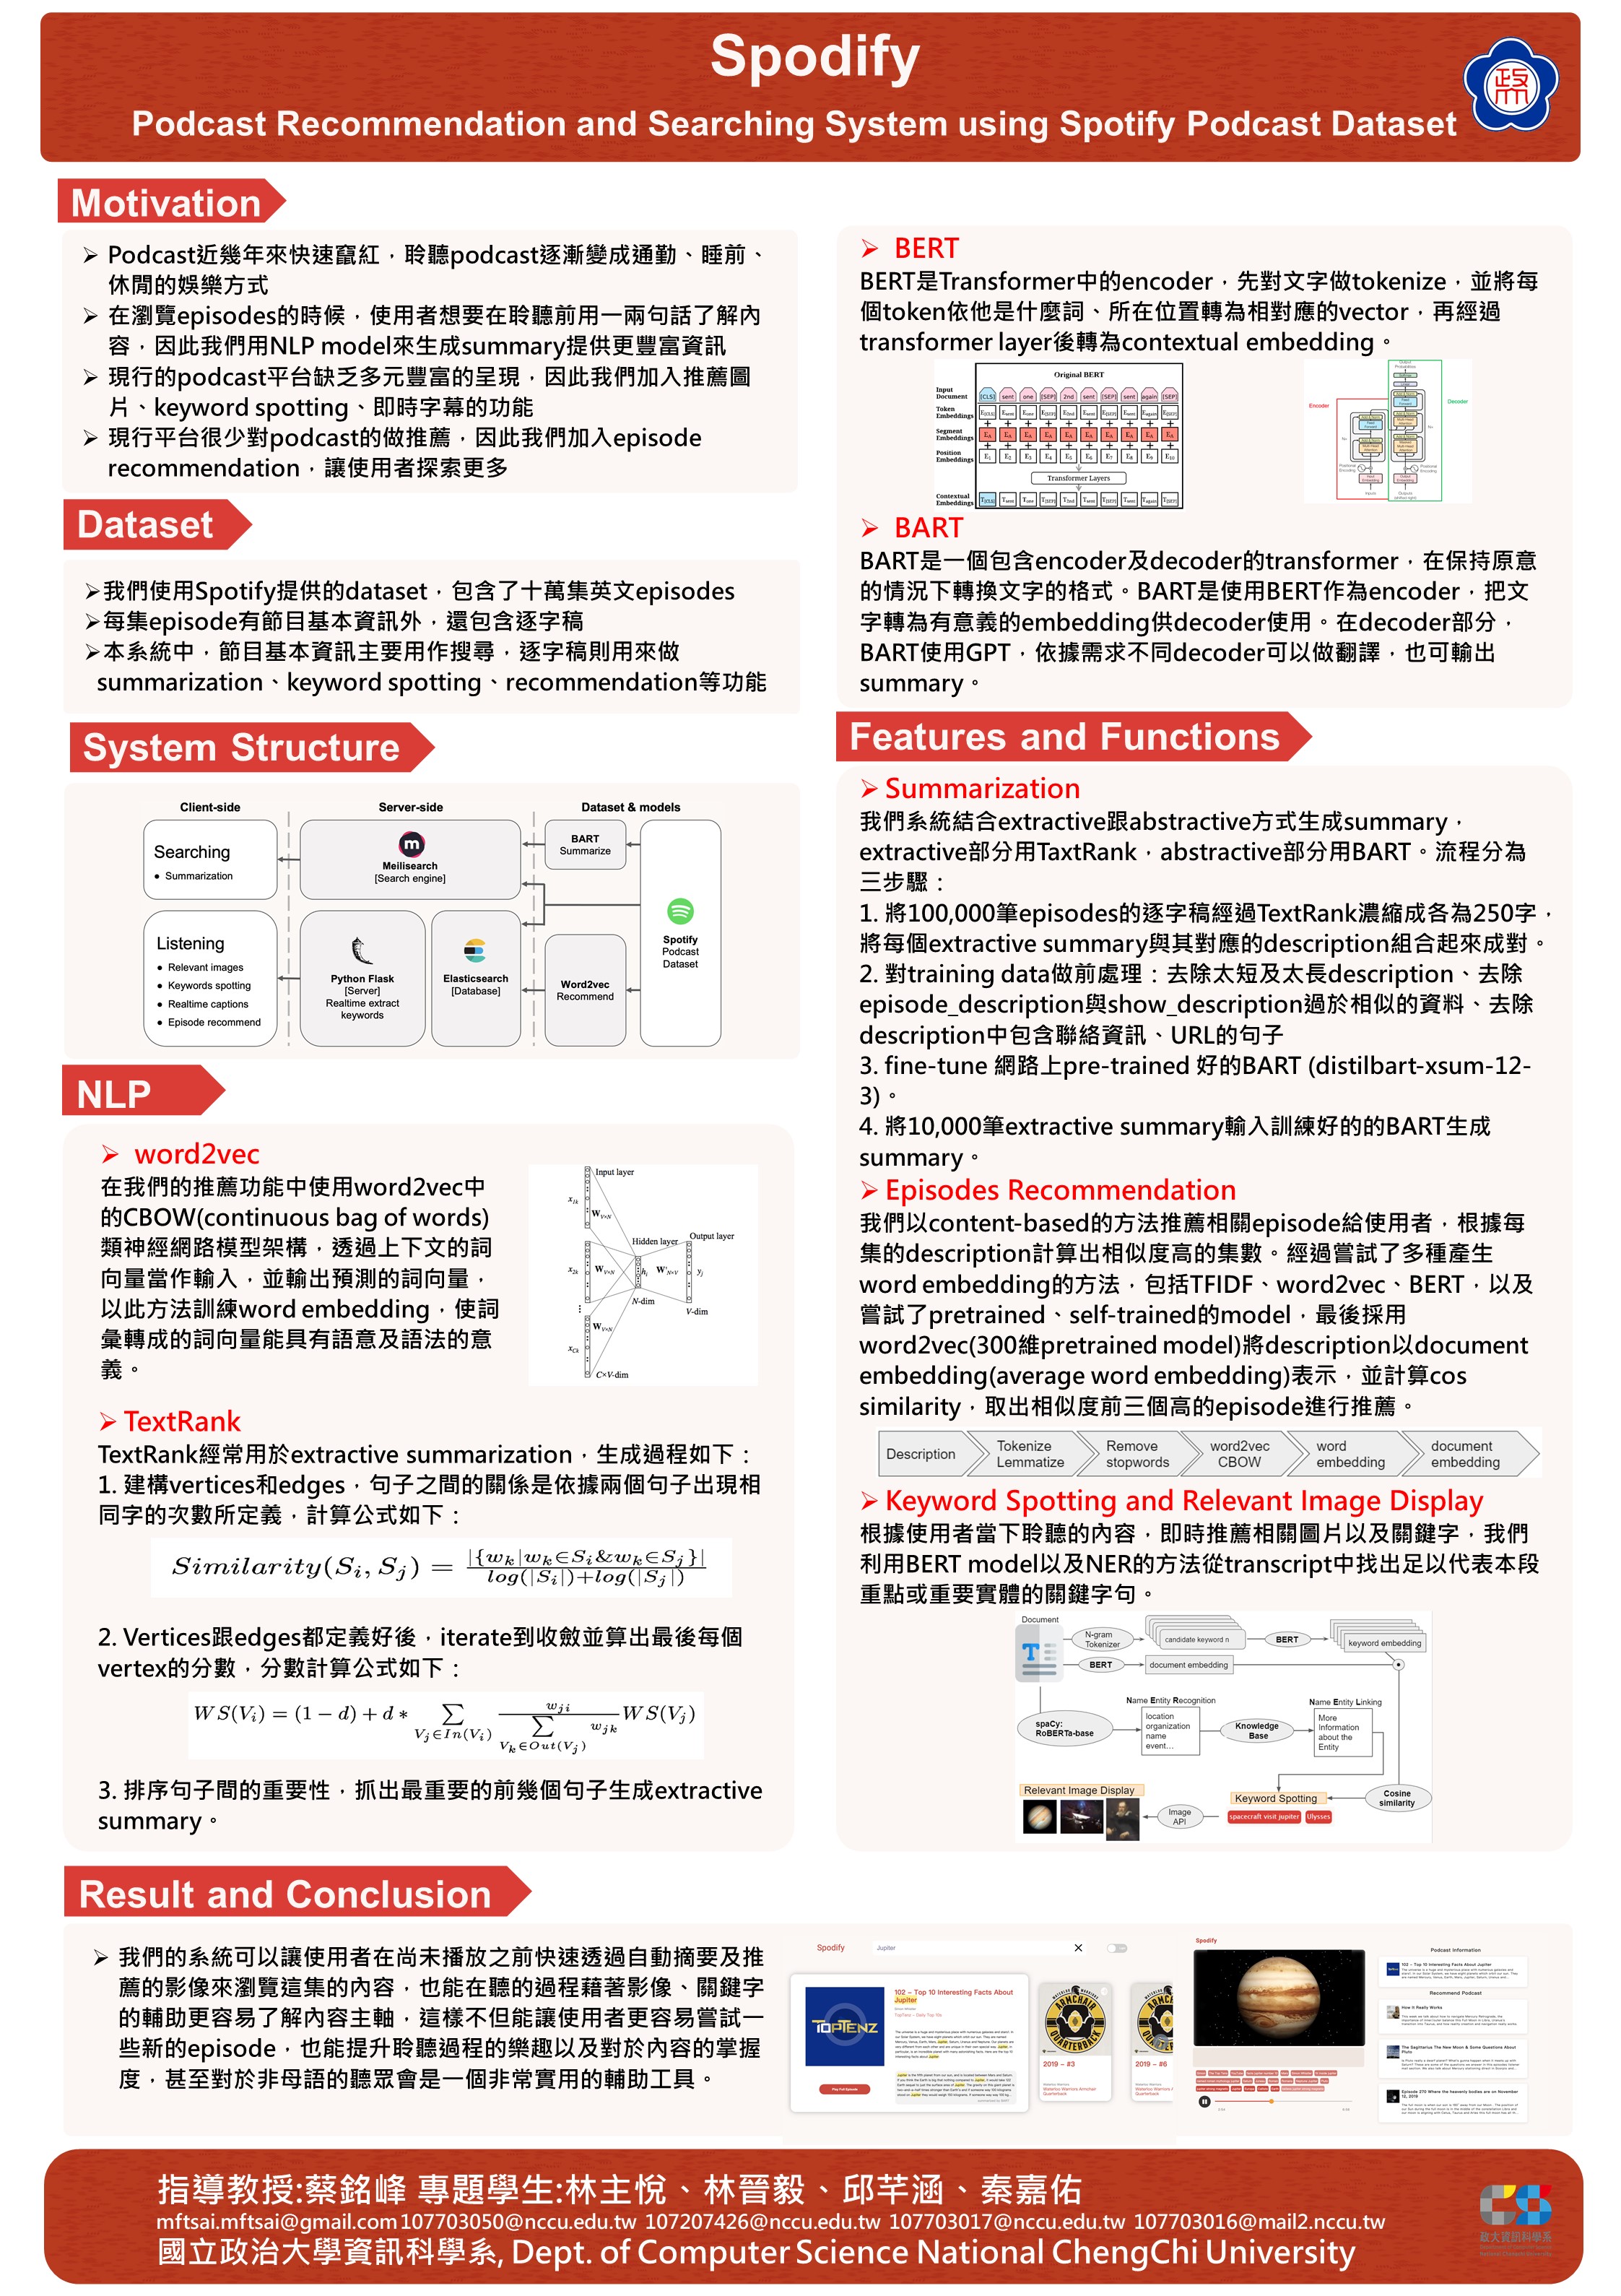 Spodify
Podcast Recommendation and Searching System using Spotify Podcast Dataset
Motivation
➢ Podcast近幾年來快速竄紅，聆聽podcast逐漸變成通勤、睡前、
休閒的娛樂方式
➢ 在瀏覽episodes的時候，使用者想要在聆聽前用一兩句話了解內
容，因此我們用NLP model來生成summary提供更豐富資訊
➢ 現行的podcast平台缺乏多元豐富的呈現，因此我們加入推薦圖
片、keyword spotting、即時字幕的功能
➢ 現行平台很少對podcast的做推薦，因此我們加入episode
recommendation，讓使用者探索更多
Dataset
➢我們使用Spotify提供的dataset，包含了十萬集英文episodes
➢每集episode有節目基本資訊外，還包含逐字稿
➢本系統中，節目基本資訊主要用作搜尋，逐字稿則用來做
summarization、keyword spotting、recommendation等功能
System Structure
Client-side
Server-side
Dataset & models
Searching
• Summarization
Meilisearch
[Search engine]
BART
Summarize
Listening
• Relevant images
• Keywords spotting
• Realtime captions
• Episode recommend
Python Flask
[Server]
Realtime extract
keywords
Elasticsearch
[Database]
Word2vec
Recommend
Spotify
Podcast
Dataset
NLP
➢ word2vec
在我們的推薦功能中使用word2vec中
的CBOW(continuous bag of words)
類神經網路模型架構，透過上下文的詞
向量當作輸入，並輸出預測的詞向量，
以此方法訓練word embedding，使詞
彙轉成的詞向量能具有語意及語法的意
義。
Input layer
Hidden layer
Output layer
N-dim
V-dim
C×V-dim
➢ TextRank
TextRank經常用於extractive summarization，生成過程如下：
1. 建構vertices和edges，句子之間的關係是依據兩個句子出現相
同字的次數所定義，計算公式如下：
Similarity(S_i, S_j) = |{w_k|w_k∈S_i&w_k∈S_j}| / log(|S_i|)+log(|S_j|)
2. Vertices跟edges都定義好後，iterate到收斂並算出最後每個
vertex的分數，分數計算公式如下：
WS(V_i) = (1 − d) + d * ∑_{V_j∈In(V_i)} w_ji / ∑_{V_k∈Out(V_j)} w_jk WS(V_j)
3. 排序句子間的重要性，抓出最重要的前幾個句子生成extractive
summary。
➢ BERT
BERT是Transformer中的encoder，先對文字做tokenize，並將每
個token依他是什麼詞、所在位置轉為相對應的vector，再經過
transformer layer後轉為contextual embedding。
Original BERT
Input Document
[CLS] sent one [SEP] 2nd sent [SEP] sent again [SEP]
Token Embeddings
Segment Embeddings
Position Embeddings
Transformer Layers
Contextual Embeddings
Encoder
Decoder
➢ BART
BART是一個包含encoder及decoder的transformer，在保持原意
的情況下轉換文字的格式。BART是使用BERT作為encoder，把文
字轉為有意義的embedding供decoder使用。在decoder部分，
BART使用GPT，依據需求不同decoder可以做翻譯，也可輸出
summary。
Features and Functions
➢ Summarization
我們系統結合extractive跟abstractive方式生成summary，
extractive部分用TaxtRank，abstractive部分用BART。流程分為
三步驟：
1. 將100,000筆episodes的逐字稿經過TextRank濃縮成各為250字，
將每個extractive summary與其對應的description組合起來成對。
2. 對training data做前處理：去除太短及太長description、去除
episode_description與show_description過於相似的資料、去除
description中包含聯絡資訊、URL的句子
3. fine-tune 網路上pre-trained 好的BART (distilbart-xsum-12-
3)。
4. 將10,000筆extractive summary輸入訓練好的的BART生成
summary。
➢ Episodes Recommendation
我們以content-based的方法推薦相關episode給使用者，根據每
集的description計算出相似度高的集數。經過嘗試了多種產生
word embedding的方法，包括TFIDF、word2vec、BERT，以及
嘗試了pretrained、self-trained的model，最後採用
word2vec(300維pretrained model)將description以document
embedding(average word embedding)表示，並計算cos
similarity，取出相似度前三個高的episode進行推薦。
Description
Tokenize
Lemmatize
Remove
stopwords
word2vec
CBOW
word
embedding
document
embedding
➢ Keyword Spotting and Relevant Image Display
根據使用者當下聆聽的內容，即時推薦相關圖片以及關鍵字，我們
利用BERT model以及NER的方法從transcript中找出足以代表本段
重點或重要實體的關鍵字句。
Document
N-gram
Tokenizer
candidate keyword n
BERT
keyword embedding
BERT
document embedding
Name Entity Recognition
Name Entity Linking
spaCy:
RoBERTa-base
location
organization
name
event...
Knowledge
Base
More
Information
about the
Entity
Relevant Image Display
Image
API
Keyword Spotting
spacecraft visit jupiter
Ulysses
Cosine
similarity
Result and Conclusion
➢ 我們的系統可以讓使用者在尚未播放之前快速透過自動摘要及推
薦的影像來瀏覽這集的內容，也能在聽的過程藉著影像、關鍵字
的輔助更容易了解內容主軸，這樣不但能讓使用者更容易嘗試一
些新的episode，也能提升聆聽過程的樂趣以及對於內容的掌握
度，甚至對於非母語的聽眾會是一個非常實用的輔助工具。
Spodify
Jupiter
TOPTENZ
102 – Top 10 Interesting Facts About
Jupiter
TopTenz – Daily Top 10s
Play Full Episode
ARMCHAIR
QUARTERBACK
2019 – #3
Waterloo Warriors Armchair
Quarterback
2019 – #6
Spodify
Podcast Information
102 – Top 10 Interesting Facts About Jupiter
Recommend Podcast
How It Really Works
The Sagittarius The New Moon & Some Questions About
Pluto
Episode 270 Where the heavenly bodies are on November
12, 2019
指導教授:蔡銘峰 專題學生:林主悅、林晉毅、邱芊涵、秦嘉佑
mftsai.mftsai@gmail.com 107703050@nccu.edu.tw 107207426@nccu.edu.tw 107703017@nccu.edu.tw 107703016@mail2.nccu.tw
國立政治大學資訊科學系, Dept. of Computer Science National ChengChi University
政大資訊科學系